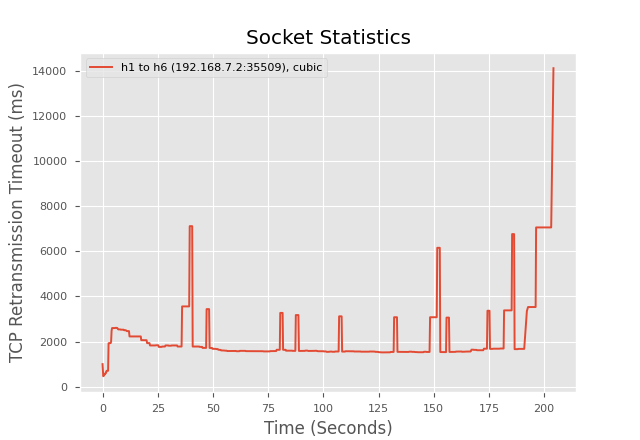 Socket Statistics
h1 to h6 (192.168.7.2:35509), cubic
TCP Retransmission Timeout (ms)
14000
12000
10000
8000
6000
4000
2000
0
0 25 50 75 100 125 150 175 200
Time (Seconds)